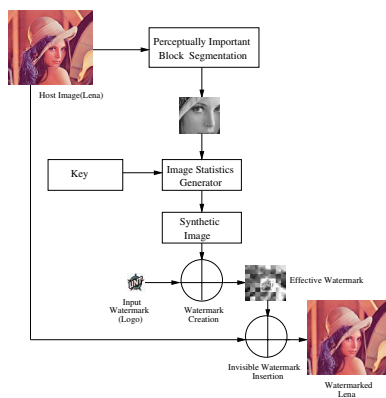 Perceptually Important
Block Segmentation
Host Image(Lena)
Key
Image Statistics
Generator
Synthetic
Image
UNT
Effective Watermark
Input
Watermark
(Logo)
Watermark
Creation
Invisible Watermark
Insertion
Watermarked
Lena